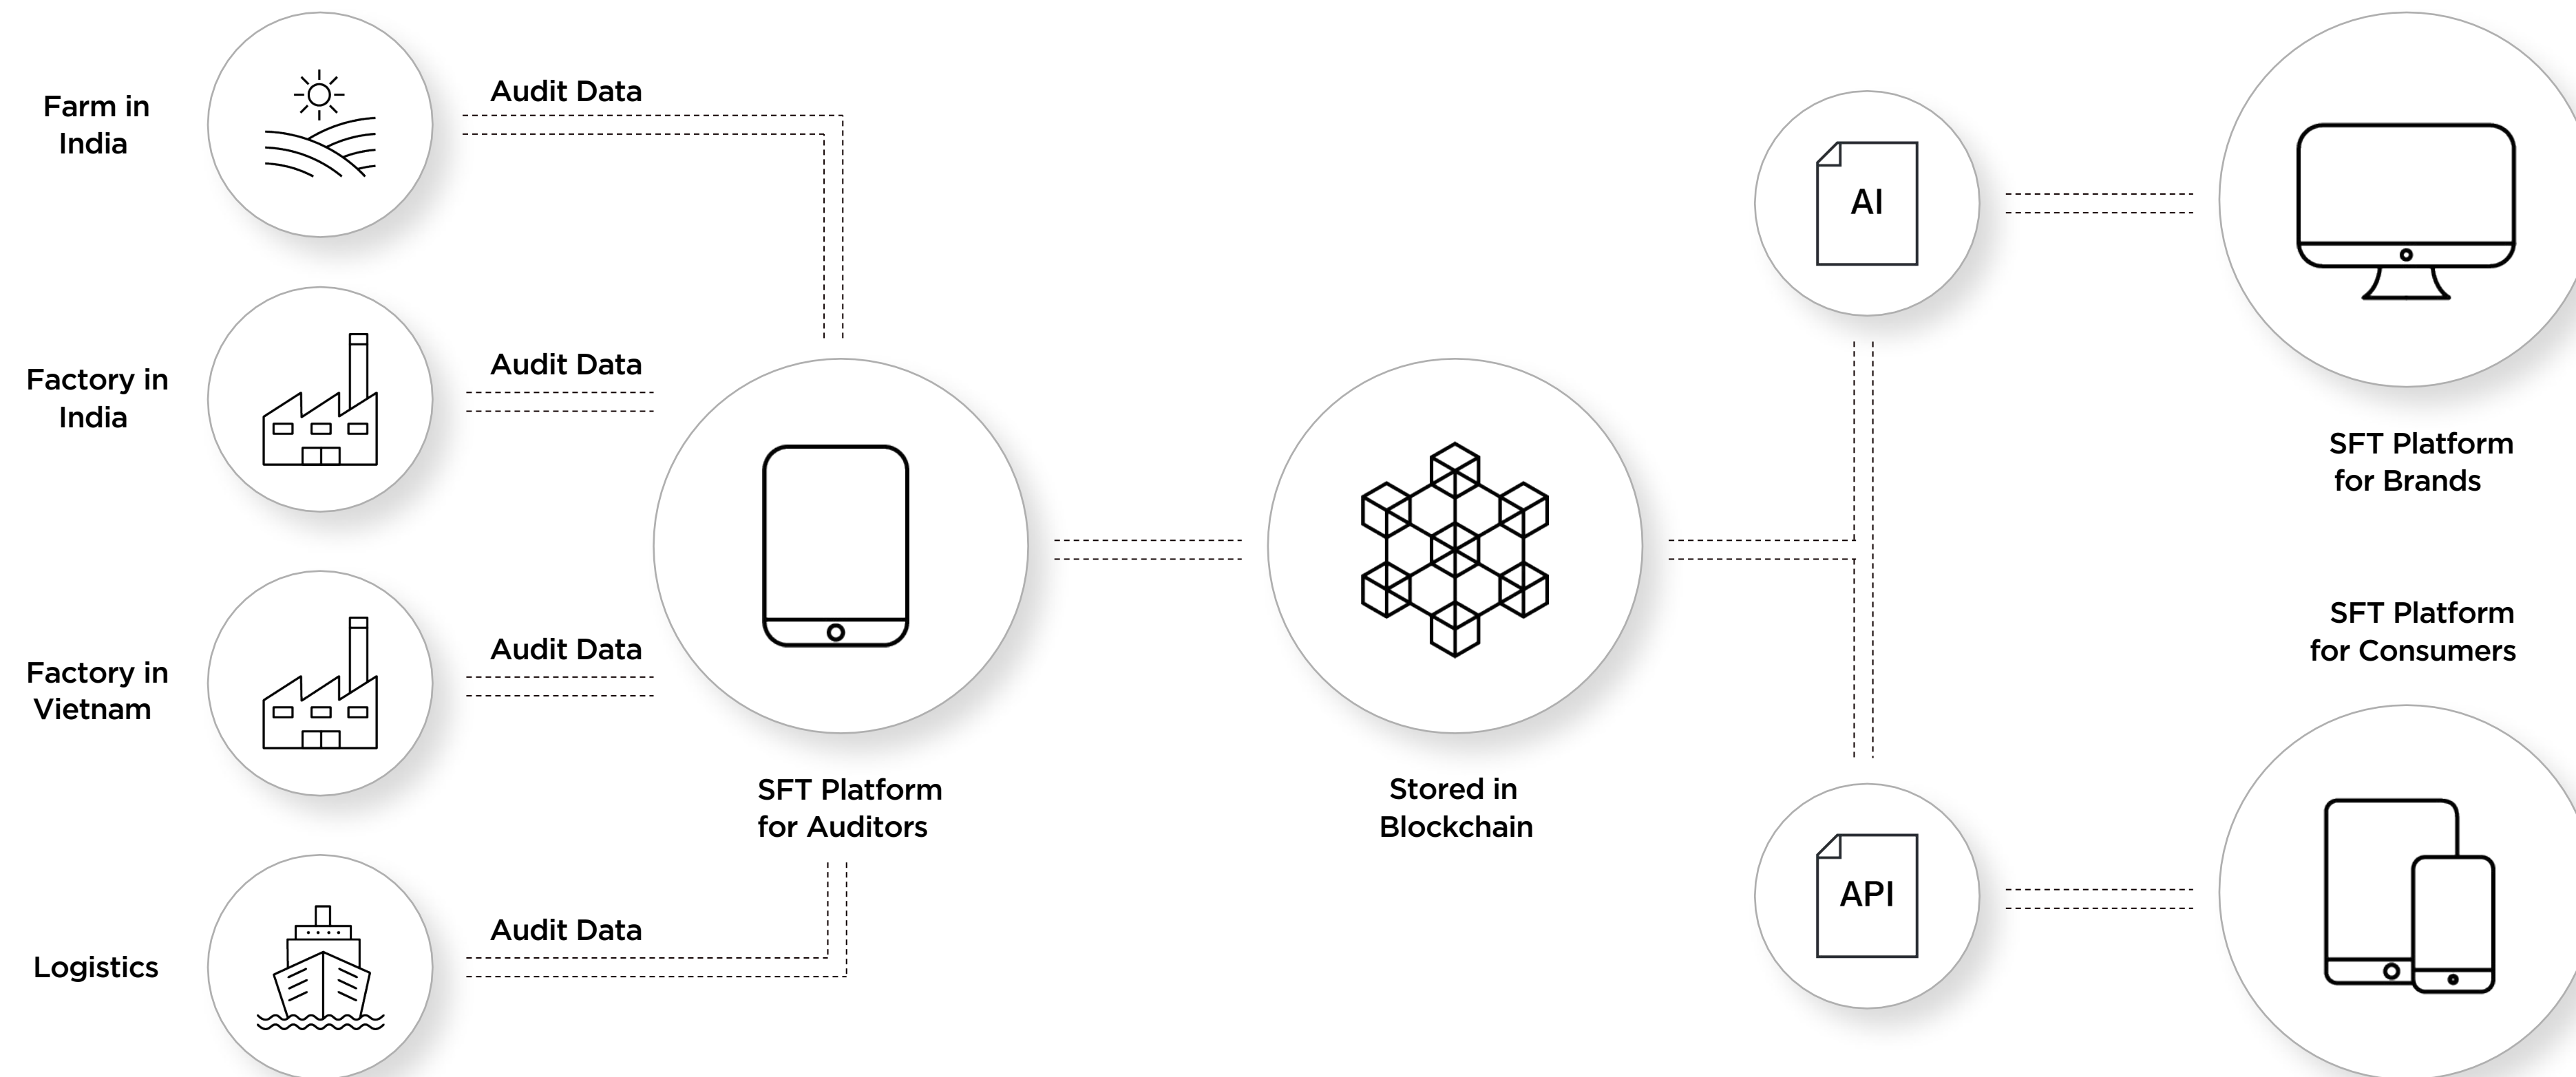 Farm in
India
Audit Data
Factory in
India
Audit Data
Factory in
Vietnam
Audit Data
Logistics
Audit Data
SFT Platform
for Auditors
Stored in
Blockchain
AI
API
SFT Platform
for Brands
SFT Platform
for Consumers